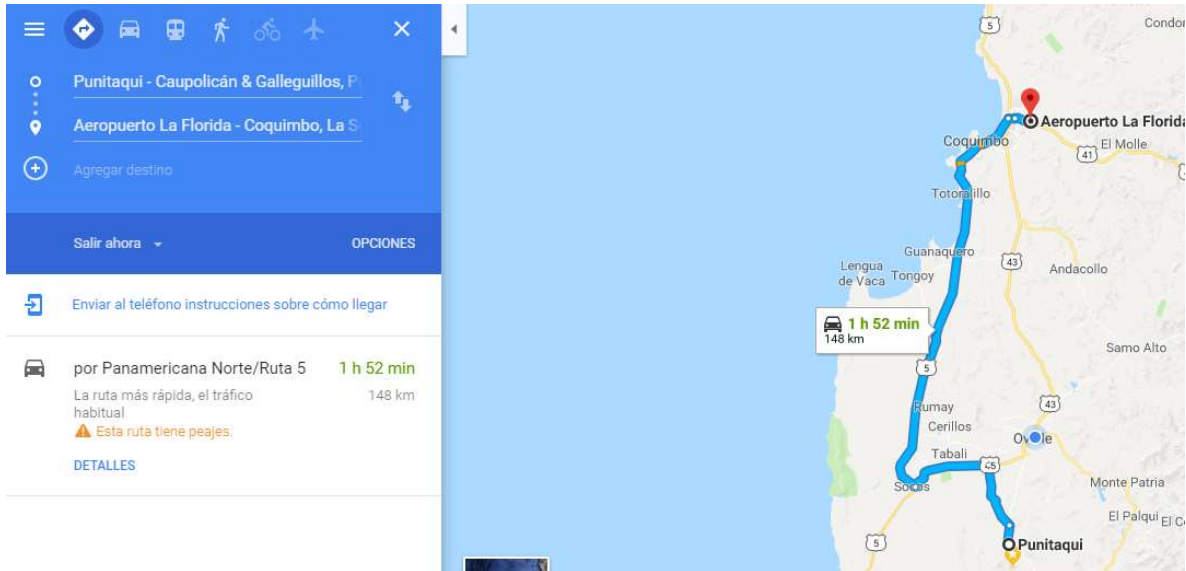 Punitaqui - Caupolicán & Galleguillos, P
Aeropuerto La Florida - Coquimbo, La S
Agregar destino
Salir ahora
OPCIONES
Enviar al teléfono instrucciones sobre cómo llegar
por Panamericana Norte/Ruta 5
1 h 52 min
La ruta más rápida, el tráfico
habitual
148 km
Esta ruta tiene peajes.
DETALLES
5
Condor
Aeropuerto La Florida
Coquimbo
El Molle
41
Totoralillo
Guanaquero
43
Lengua
de Vaca
Tongoy
Andacollo
1 h 52 min
148 km
Samo Alto
5
Rumay
43
Cerillos
Ovalle
Tabali
45
Socos
Monte Patria
El Palqui
5
Punitaqui